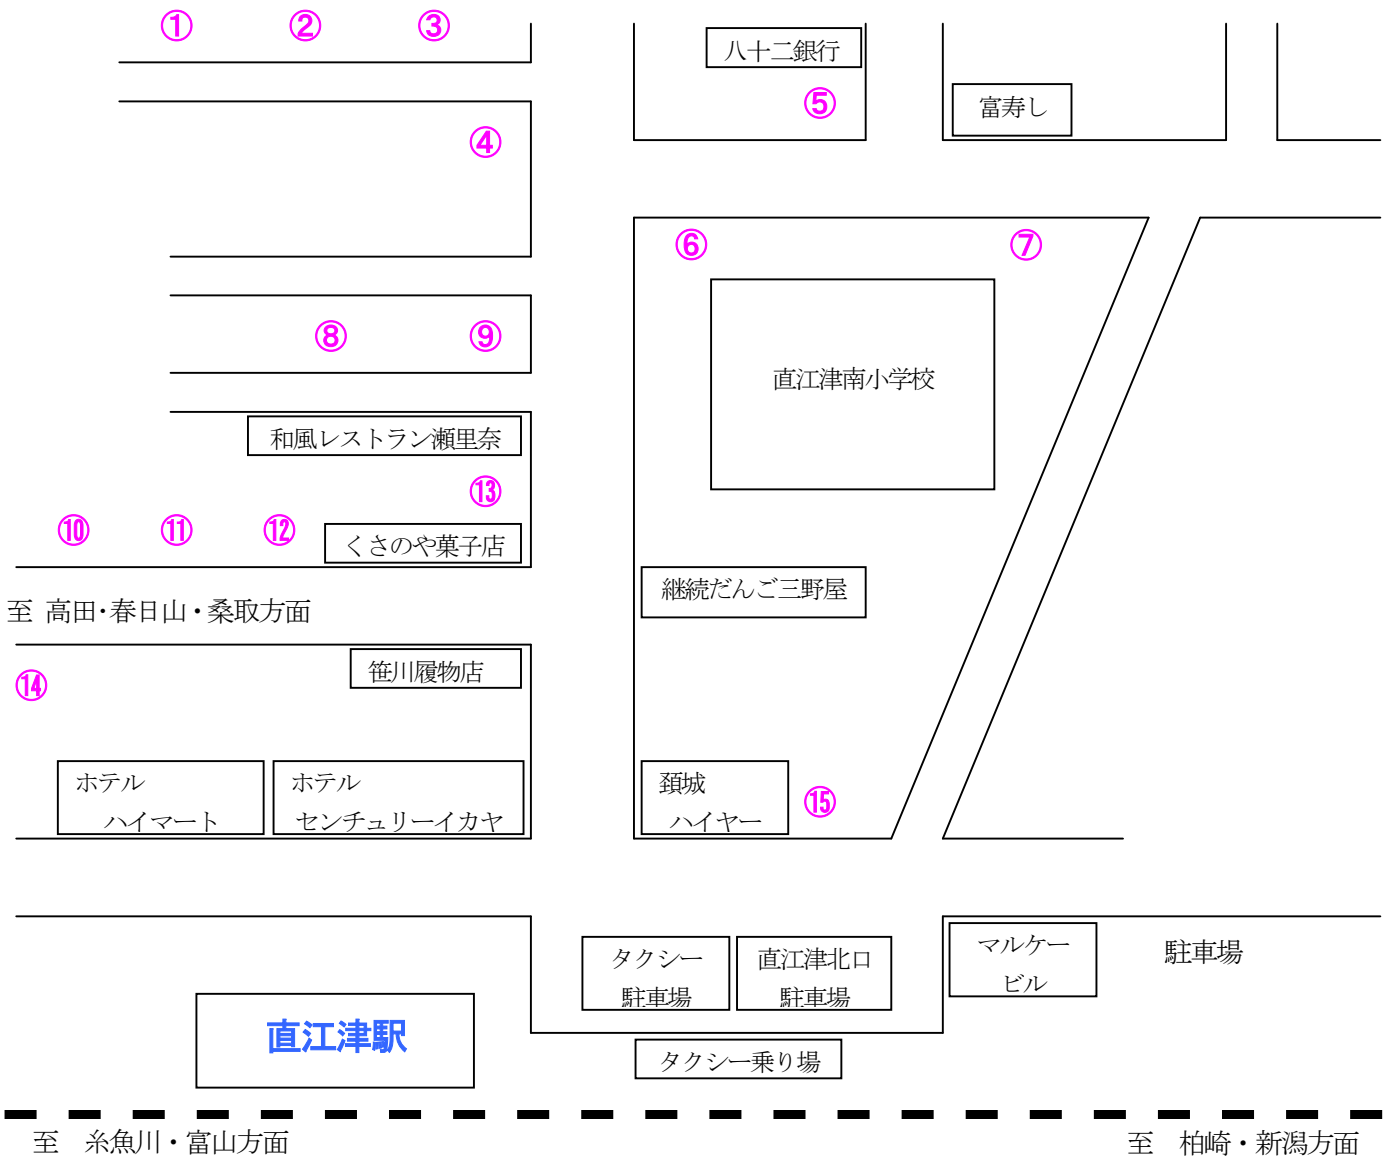 ① ② ③
八十二銀行
⑤
富寿し
④
⑥ ⑦
直江津南小学校
⑧ ⑨
和風レストラン瀬里奈
⑬
⑩ ⑪ ⑫
くさのや菓子店
継続だんご三野屋
至 高田・春日山・桑取方面
笹川履物店
⑭
ホテル
ハイマート
ホテル
センチュリーイカヤ
頚城
ハイヤー
⑮
タクシー
駐車場
直江津北口
駐車場
マルケー
ビル
駐車場
直江津駅
タクシー乗り場
至　糸魚川・富山方面
至　柏崎・新潟方面